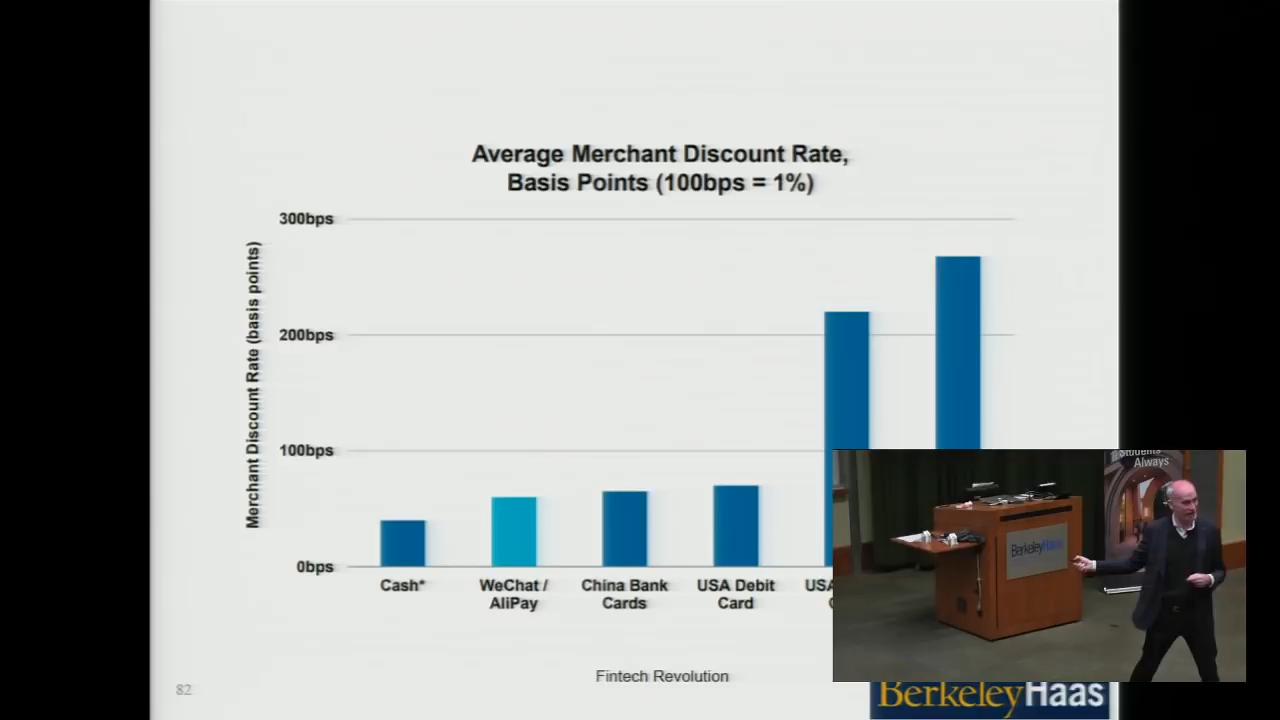 Average Merchant Discount Rate,
Basis Points (100bps = 1%)
Merchant Discount Rate (basis points)
300bps
200bps
100bps
0bps
Cash*
WeChat /
AliPay
China Bank
Cards
USA Debit
Card
USA
Fintech Revolution
82
BerkeleyHaas
Students
Always
BerkeleyHaas